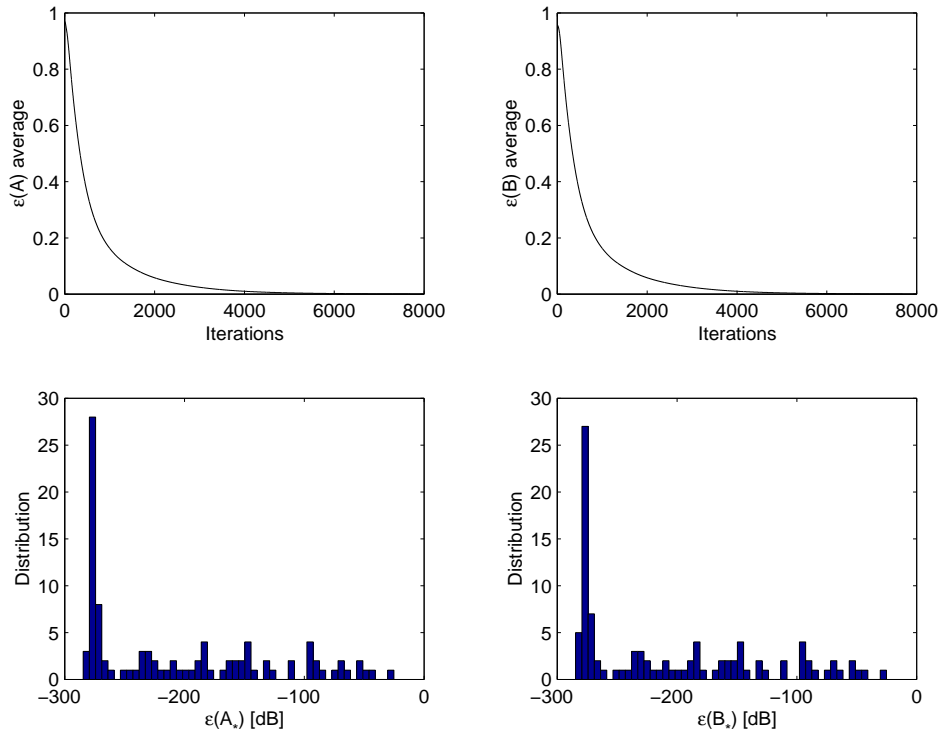 1
0.8
0.6
0.4
0.2
0
ε(A) average
0 2000 4000 6000 8000
Iterations
1
0.8
0.6
0.4
0.2
0
ε(B) average
0 2000 4000 6000 8000
Iterations
30
25
20
15
10
5
0
Distribution
−300 −200 −100 0
ε(A*) [dB]
30
25
20
15
10
5
0
Distribution
−300 −200 −100 0
ε(B*) [dB]